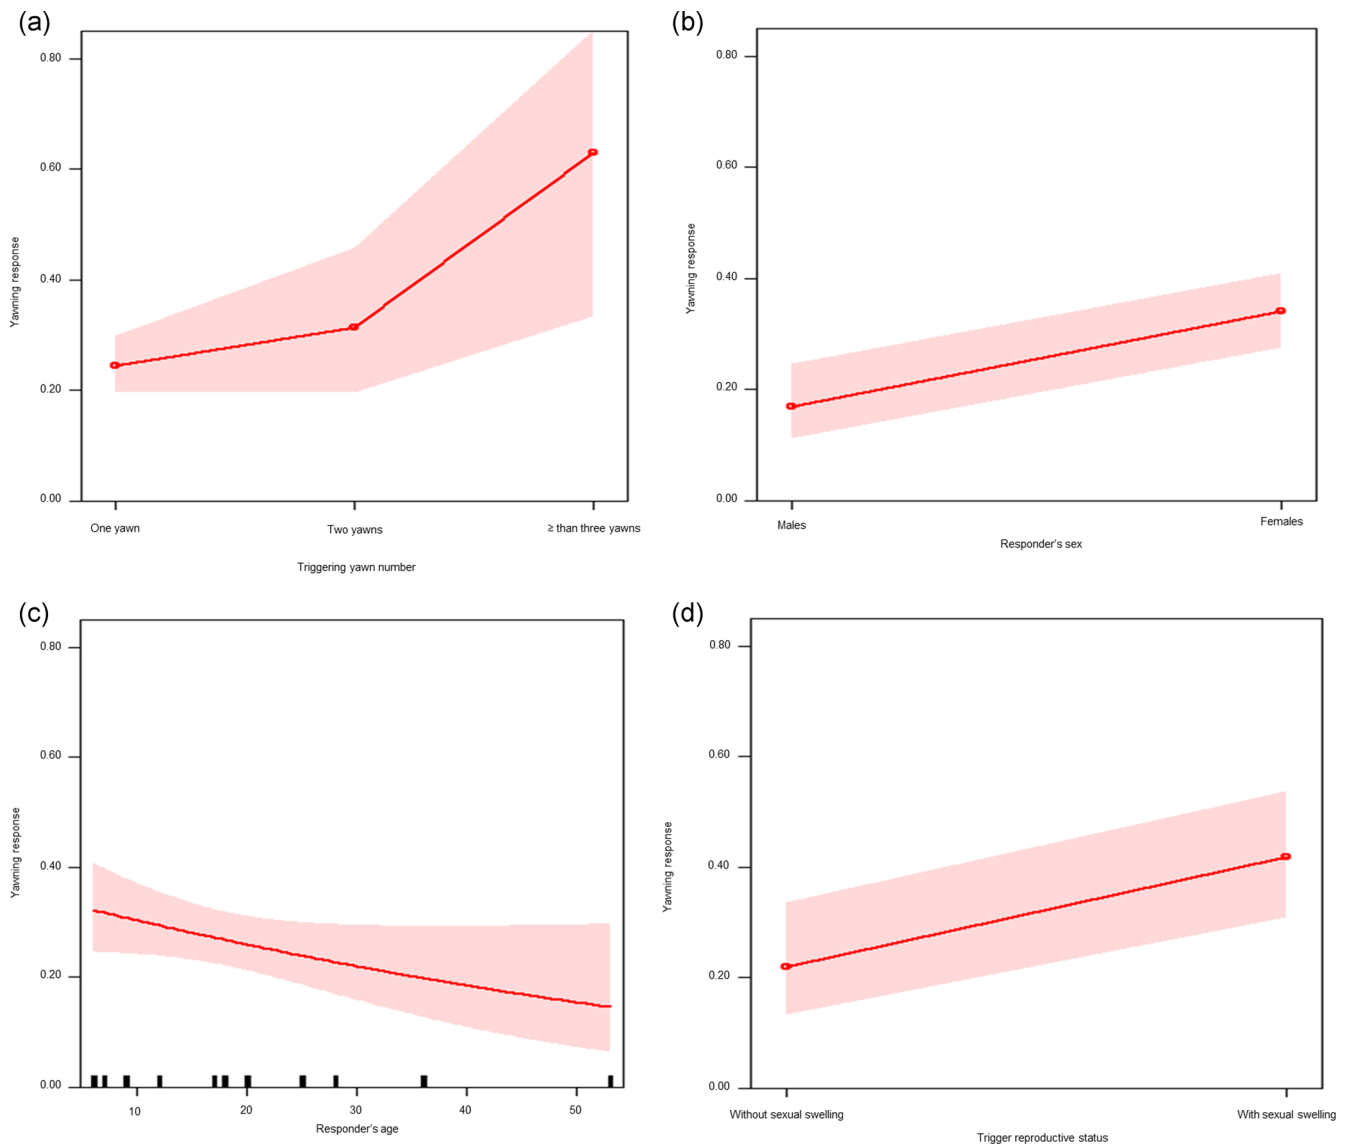 (a)
0.80
0.60
0.40
0.20
0.00
Yawning response
One yawn
Two yawns
≥ than three yawns
Triggering yawn number
(b)
0.80
0.60
0.40
0.20
0.00
Yawning response
Males
Females
Responder's sex
(c)
0.80
0.60
0.40
0.20
0.00
Yawning response
10
20
30
40
50
Responder's age
(d)
0.80
0.60
0.40
0.20
0.00
Yawning response
Without sexual swelling
With sexual swelling
Trigger reproductive status